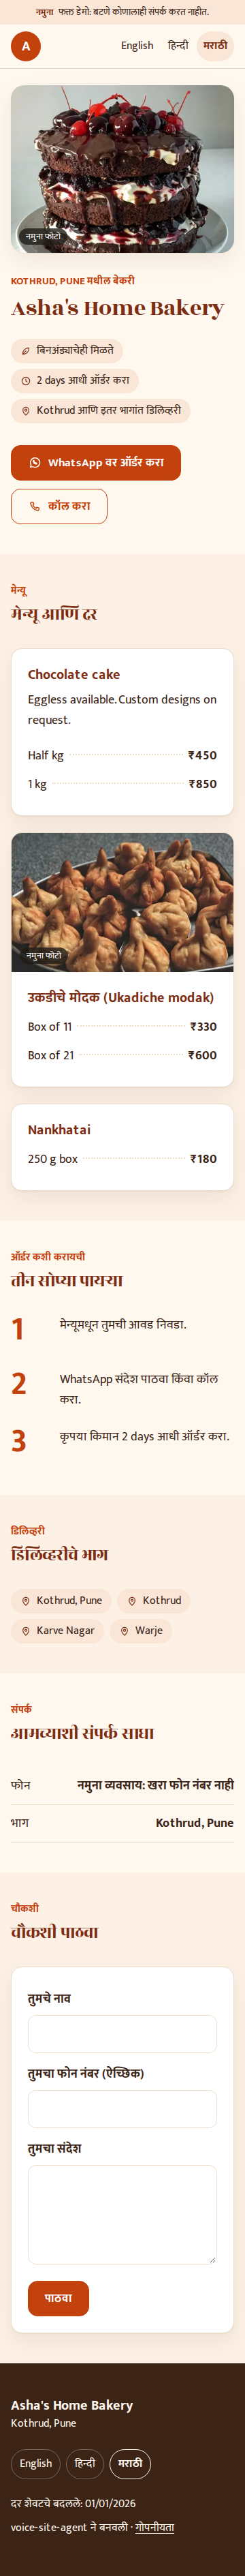 नमुना फक्त डेमो: बटणे कोणालाही संपर्क करत नाहीत.
A
English हिन्दी मराठी
नमुना फोटो
KOTHRUD, PUNE मधील बेकरी
Asha's Home Bakery
बिनअंड्याचेही मिळते
2 days आधी ऑर्डर करा
Kothrud आणि इतर भागांत डिलिव्हरी
WhatsApp वर ऑर्डर करा
कॉल करा
मेन्यू
मेन्यू आणि दर
Chocolate cake
Eggless available. Custom designs on
request.
Half kg ₹450
1 kg ₹850
नमुना फोटो
उकडीचे मोदक (Ukadiche modak)
Box of 11 ₹330
Box of 21 ₹600
Nankhatai
250 g box ₹180
ऑर्डर कशी करायची
तीन सोप्या पायऱ्या
1 मेन्यूमधून तुमची आवड निवडा.
2 WhatsApp संदेश पाठवा किंवा कॉल
करा.
3 कृपया किमान 2 days आधी ऑर्डर करा.
डिलिव्हरी
डिलिव्हरीचे भाग
Kothrud, Pune Kothrud
Karve Nagar Warje
संपर्क
आमच्याशी संपर्क साधा
फोन नमुना व्यवसाय: खरा फोन नंबर नाही
भाग Kothrud, Pune
चौकशी
चौकशी पाठवा
तुमचे नाव
तुमचा फोन नंबर (ऐच्छिक)
तुमचा संदेश
पाठवा
Asha's Home Bakery
Kothrud, Pune
English हिन्दी मराठी
दर शेवटचे बदलले: 01/01/2026
voice-site-agent ने बनवली · गोपनीयता